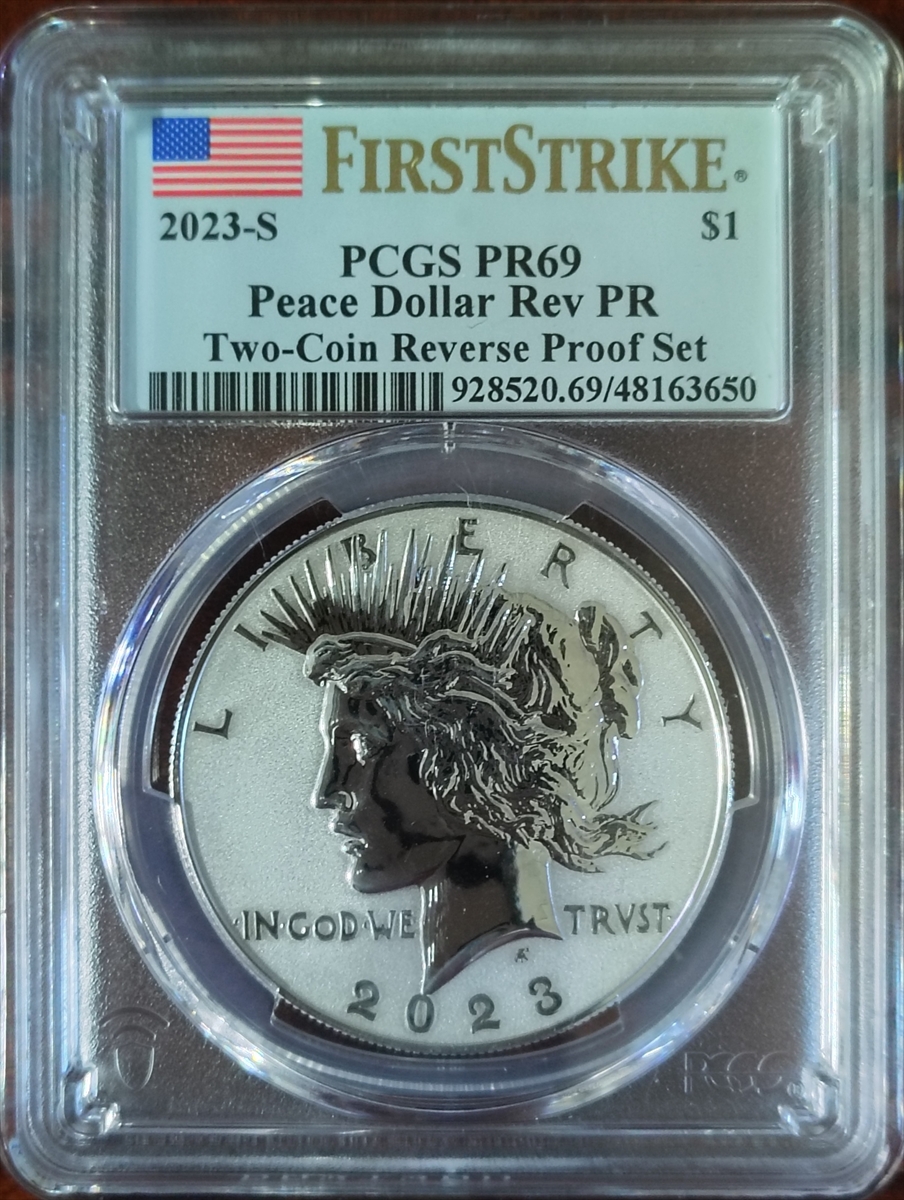 FIRSTSTRIKE®
2023-S $1
PCGS PR69
Peace Dollar Rev PR
Two-Coin Reverse Proof Set
928520.69/48163650
LIBERTY
IN·GOD·WE TRVST·
2023
PCGS